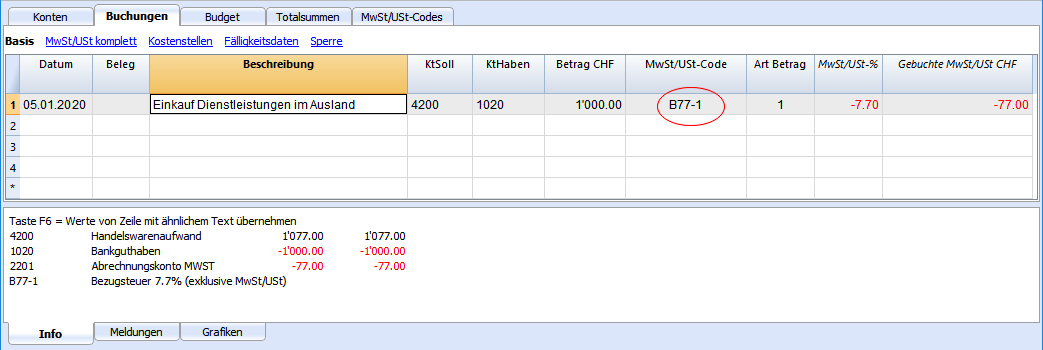 Konten Buchungen Budget Totalsummen MwSt/USt-Codes
Basis MwSt/USt komplett Kostenstellen Fälligkeitsdaten Sperre
Datum Beleg Beschreibung KtSoll KtHaben Betrag CHF MwSt/USt-Code Art Betrag MwSt/USt-% Gebuchte MwSt/USt CHF
1 05.01.2020 Einkauf Dienstleistungen im Ausland 4200 1020 1'000.00 B77-1 1 -7.70 -77.00
2
3
4
*
Taste F6 = Werte von Zeile mit ähnlichem Text übernehmen
4200 Handelswarenaufwand 1'077.00 1'077.00
1020 Bankguthaben -1'000.00 -1'000.00
2201 Abrechnungskonto MWST -77.00 -77.00
B77-1 Bezugsteuer 7.7% (exklusive MwSt/USt)
Info Meldungen Grafiken